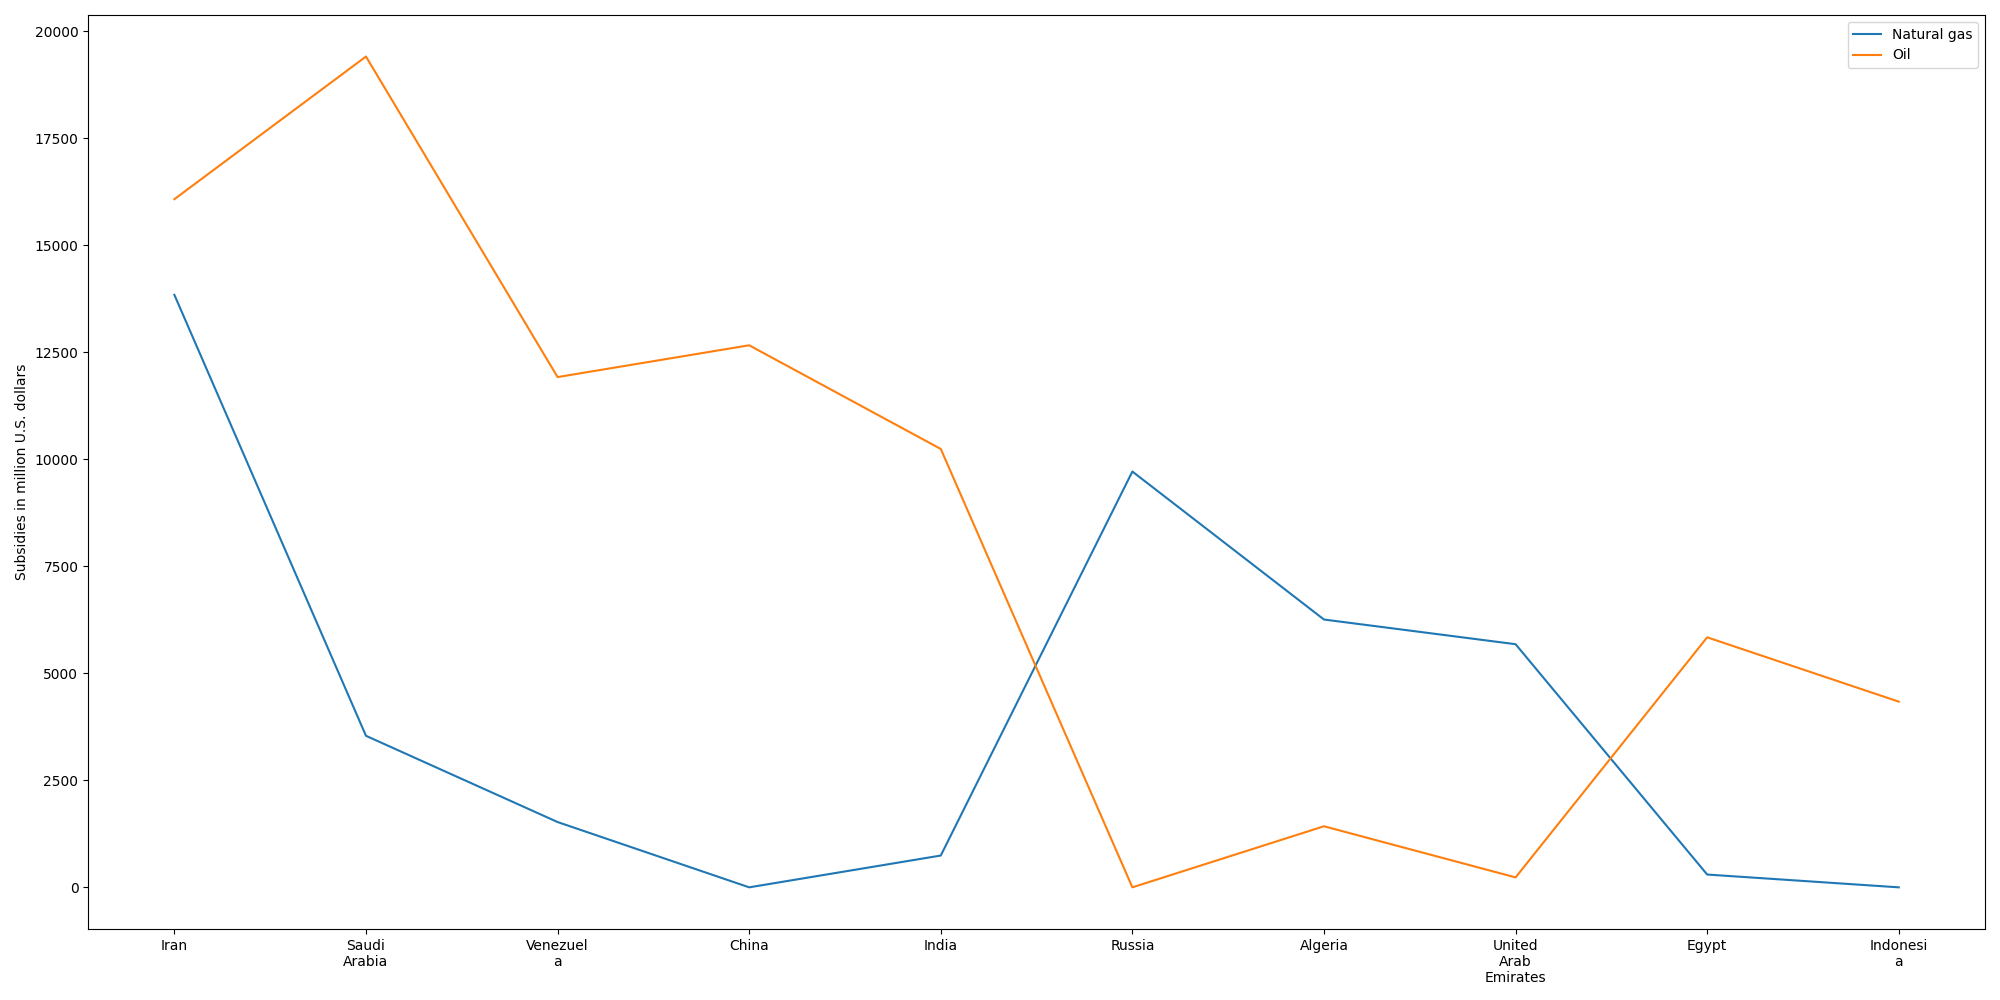 Natural gas
Oil
20000
17500
15000
12500
10000
7500
5000
2500
0
Subsidies in million U.S. dollars
Iran
Saudi
Arabia
Venezuel
a
China
India
Russia
Algeria
United
Arab
Emirates
Egypt
Indonesi
a